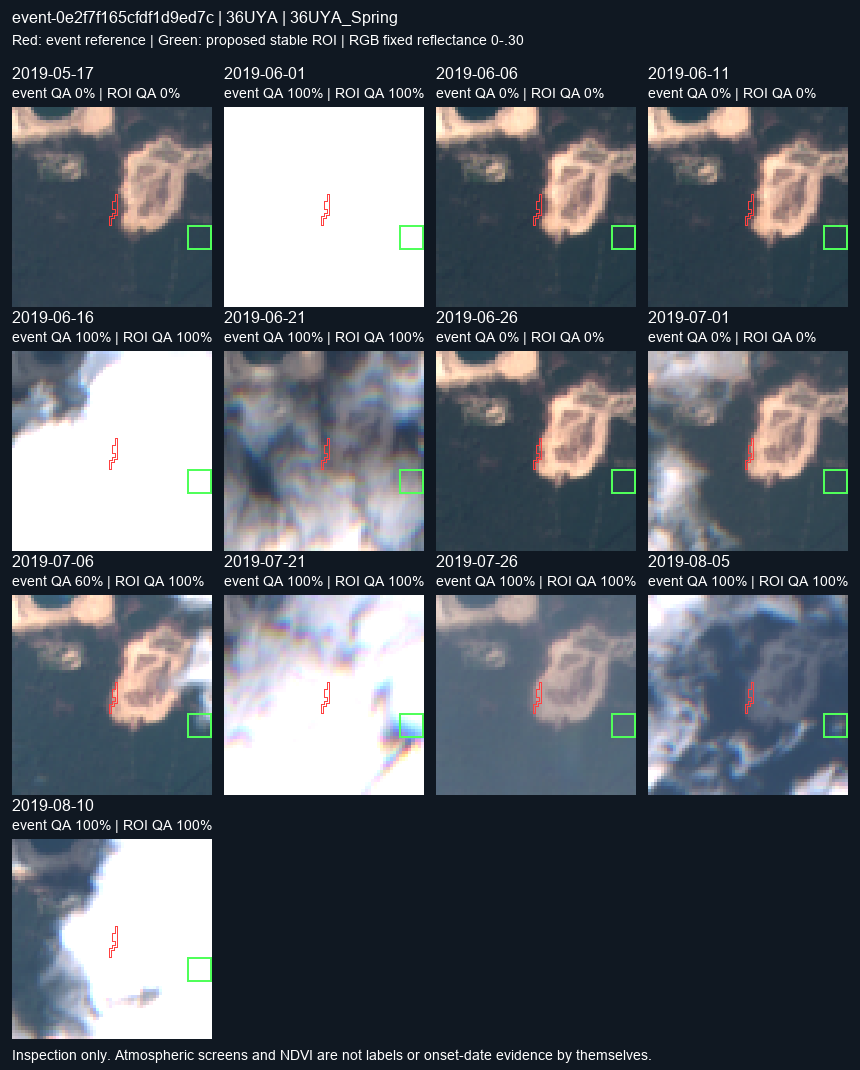 event-0e2f7f165cfdf1d9ed7c | 36UYA | 36UYA_Spring
Red: event reference | Green: proposed stable ROI | RGB fixed reflectance 0-.30
2019-05-17
event QA 0% | ROI QA 0%
2019-06-01
event QA 100% | ROI QA 100%
2019-06-06
event QA 0% | ROI QA 0%
2019-06-11
event QA 0% | ROI QA 0%
2019-06-16
event QA 100% | ROI QA 100%
2019-06-21
event QA 100% | ROI QA 100%
2019-06-26
event QA 0% | ROI QA 0%
2019-07-01
event QA 0% | ROI QA 0%
2019-07-06
event QA 60% | ROI QA 100%
2019-07-21
event QA 100% | ROI QA 100%
2019-07-26
event QA 100% | ROI QA 100%
2019-08-05
event QA 100% | ROI QA 100%
2019-08-10
event QA 100% | ROI QA 100%
Inspection only. Atmospheric screens and NDVI are not labels or onset-date evidence by themselves.